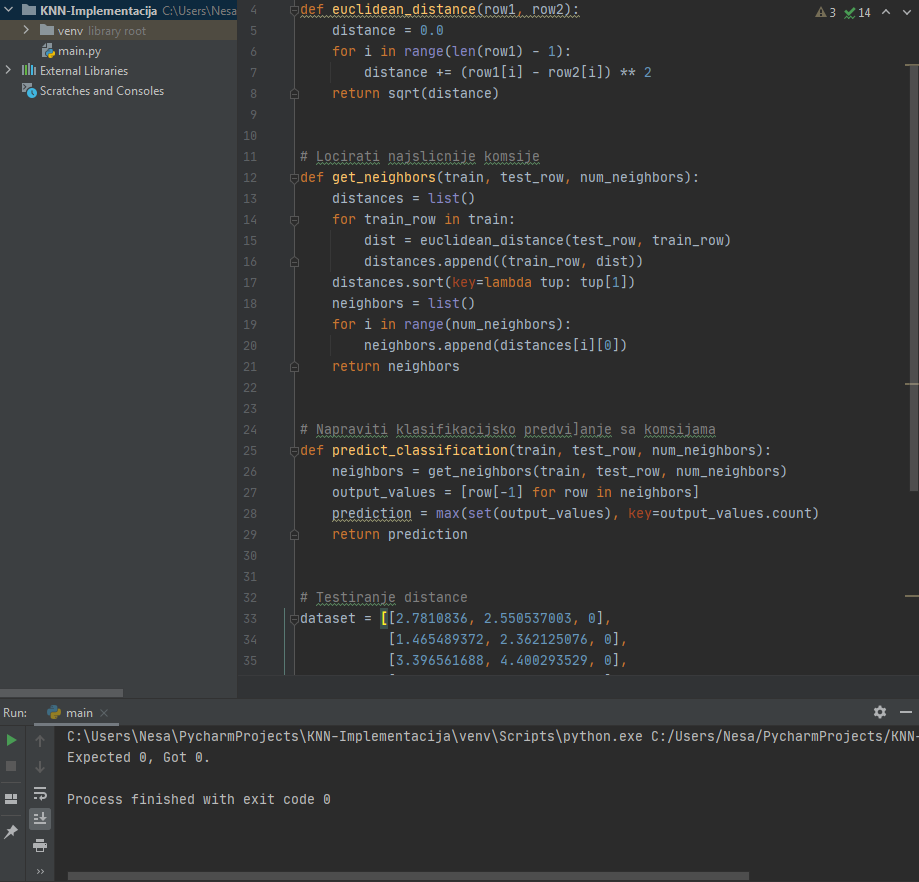 KNN-Implementacija C:\Users\Nesa
venv library root
main.py
External Libraries
Scratches and Consoles
3 14
4 def euclidean_distance(row1, row2):
5 distance = 0.0
6 for i in range(len(row1) - 1):
7 distance += (row1[i] - row2[i]) ** 2
8 return sqrt(distance)
9
10
11 # Locirati najslicnije komsije
12 def get_neighbors(train, test_row, num_neighbors):
13 distances = list()
14 for train_row in train:
15 dist = euclidean_distance(test_row, train_row)
16 distances.append((train_row, dist))
17 distances.sort(key=lambda tup: tup[1])
18 neighbors = list()
19 for i in range(num_neighbors):
20 neighbors.append(distances[i][0])
21 return neighbors
22
23
24 # Napraviti klasifikacijsko predvi]anje sa komsijama
25 def predict_classification(train, test_row, num_neighbors):
26 neighbors = get_neighbors(train, test_row, num_neighbors)
27 output_values = [row[-1] for row in neighbors]
28 prediction = max(set(output_values), key=output_values.count)
29 return prediction
30
31
32 # Testiranje distance
33 dataset = [[2.7810836, 2.550537003, 0],
34 [1.465489372, 2.362125076, 0],
35 [3.396561688, 4.400293529, 0],
Run: main
C:\Users\Nesa\PycharmProjects\KNN-Implementacija\venv\Scripts\python.exe C:/Users/Nesa/PycharmProjects/KNN-
Expected 0, Got 0.
Process finished with exit code 0